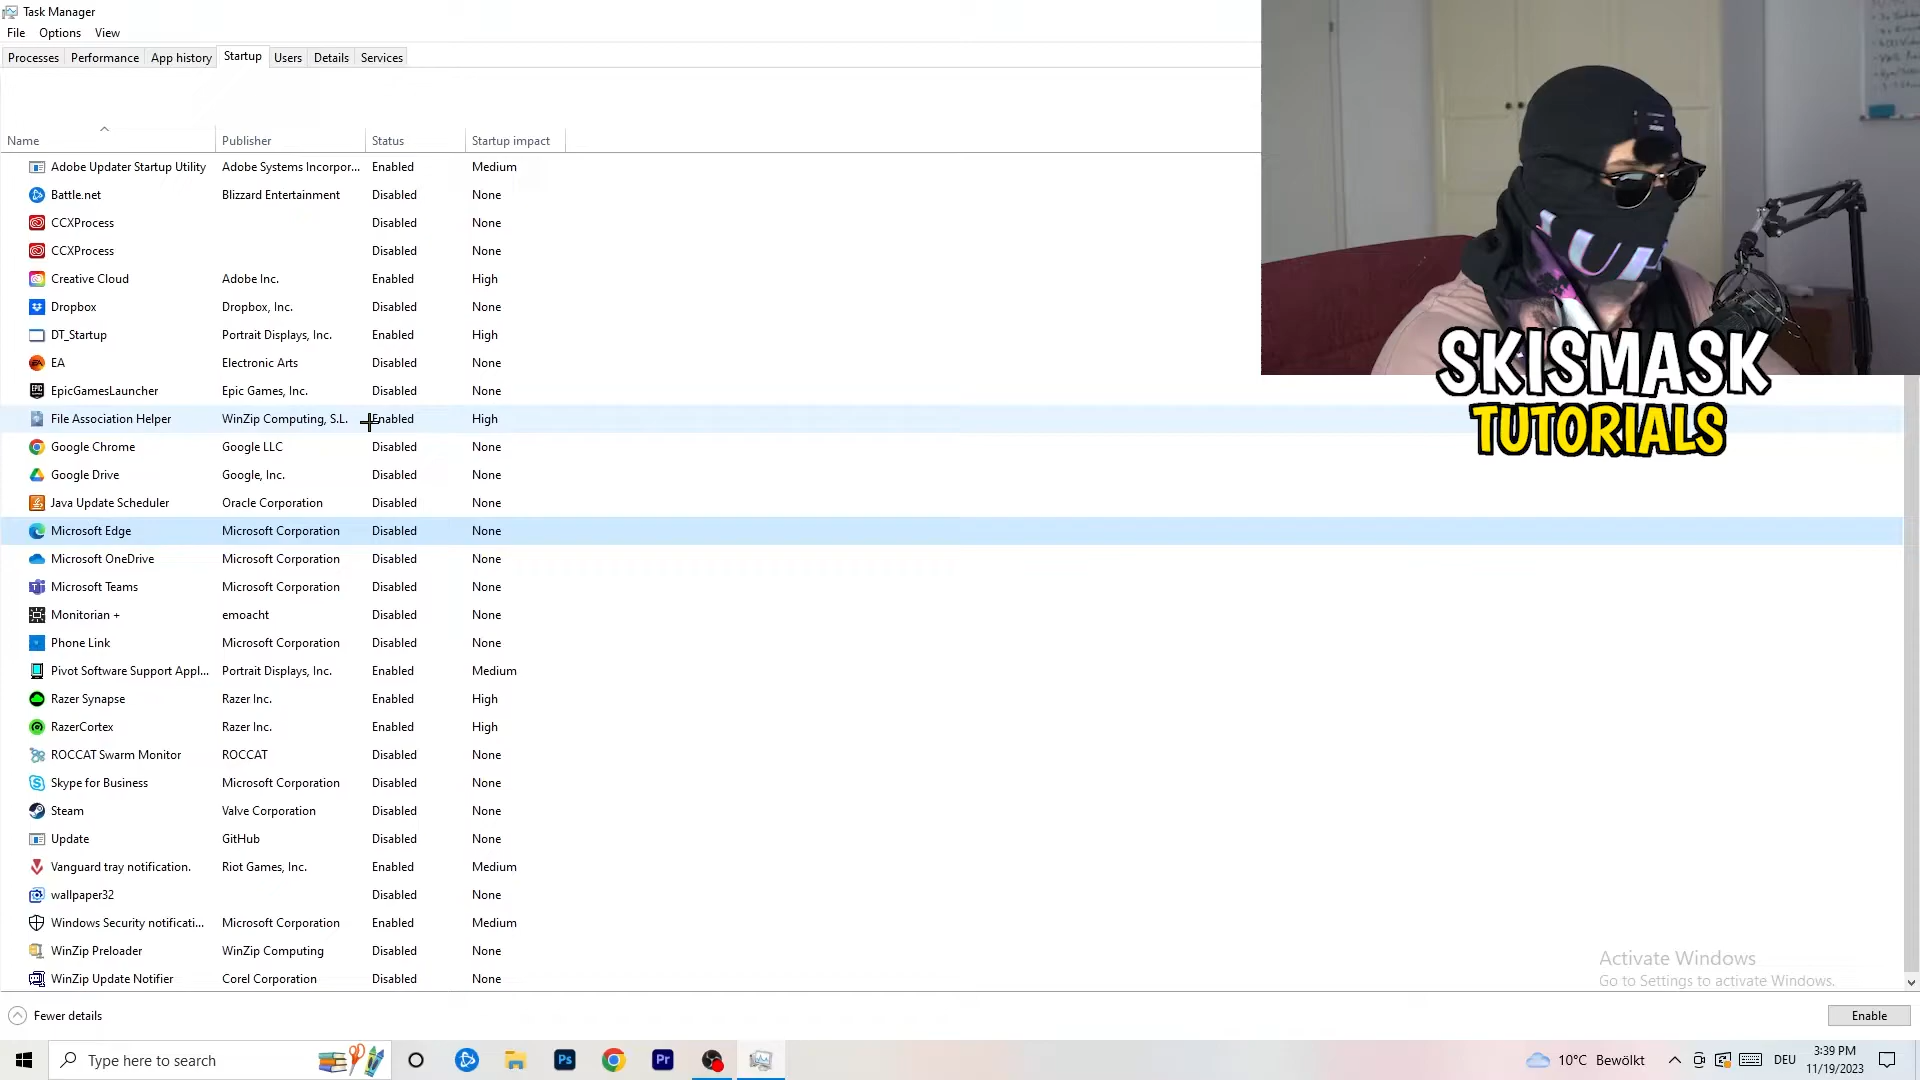 Task Manager
File Options View
Processes Performance App history Startup Users Details Services
Name Publisher Status Startup impact
Adobe Updater Startup Utility Adobe Systems Incorpor... Enabled Medium
Battle.net Blizzard Entertainment Disabled None
CCXProcess Disabled None
CCXProcess Disabled None
Creative Cloud Adobe Inc. Enabled High
Dropbox Dropbox, Inc. Disabled None
DT_Startup Portrait Displays, Inc. Enabled High
EA Electronic Arts Disabled None
EpicGamesLauncher Epic Games, Inc. Disabled None
File Association Helper WinZip Computing, S.L. Enabled High
Google Chrome Google LLC Disabled None
Google Drive Google, Inc. Disabled None
Java Update Scheduler Oracle Corporation Disabled None
Microsoft Edge Microsoft Corporation Disabled None
Microsoft OneDrive Microsoft Corporation Disabled None
Microsoft Teams Microsoft Corporation Disabled None
Monitorian + emoacht Disabled None
Phone Link Microsoft Corporation Disabled None
Pivot Software Support Appl... Portrait Displays, Inc. Enabled Medium
Razer Synapse Razer Inc. Enabled High
RazerCortex Razer Inc. Enabled High
ROCCAT Swarm Monitor ROCCAT Disabled None
Skype for Business Microsoft Corporation Disabled None
Steam Valve Corporation Disabled None
Update GitHub Disabled None
Vanguard tray notification. Riot Games, Inc. Enabled Medium
wallpaper32 Disabled None
Windows Security notificati... Microsoft Corporation Enabled Medium
WinZip Preloader WinZip Computing Disabled None
WinZip Update Notifier Corel Corporation Disabled None
SKISMASK
TUTORIALS
Activate Windows
Go to Settings to activate Windows.
Fewer details
Enable
Type here to search
Ps
Pr
10°C Bewölkt
DEU
3:39 PM
11/19/2023